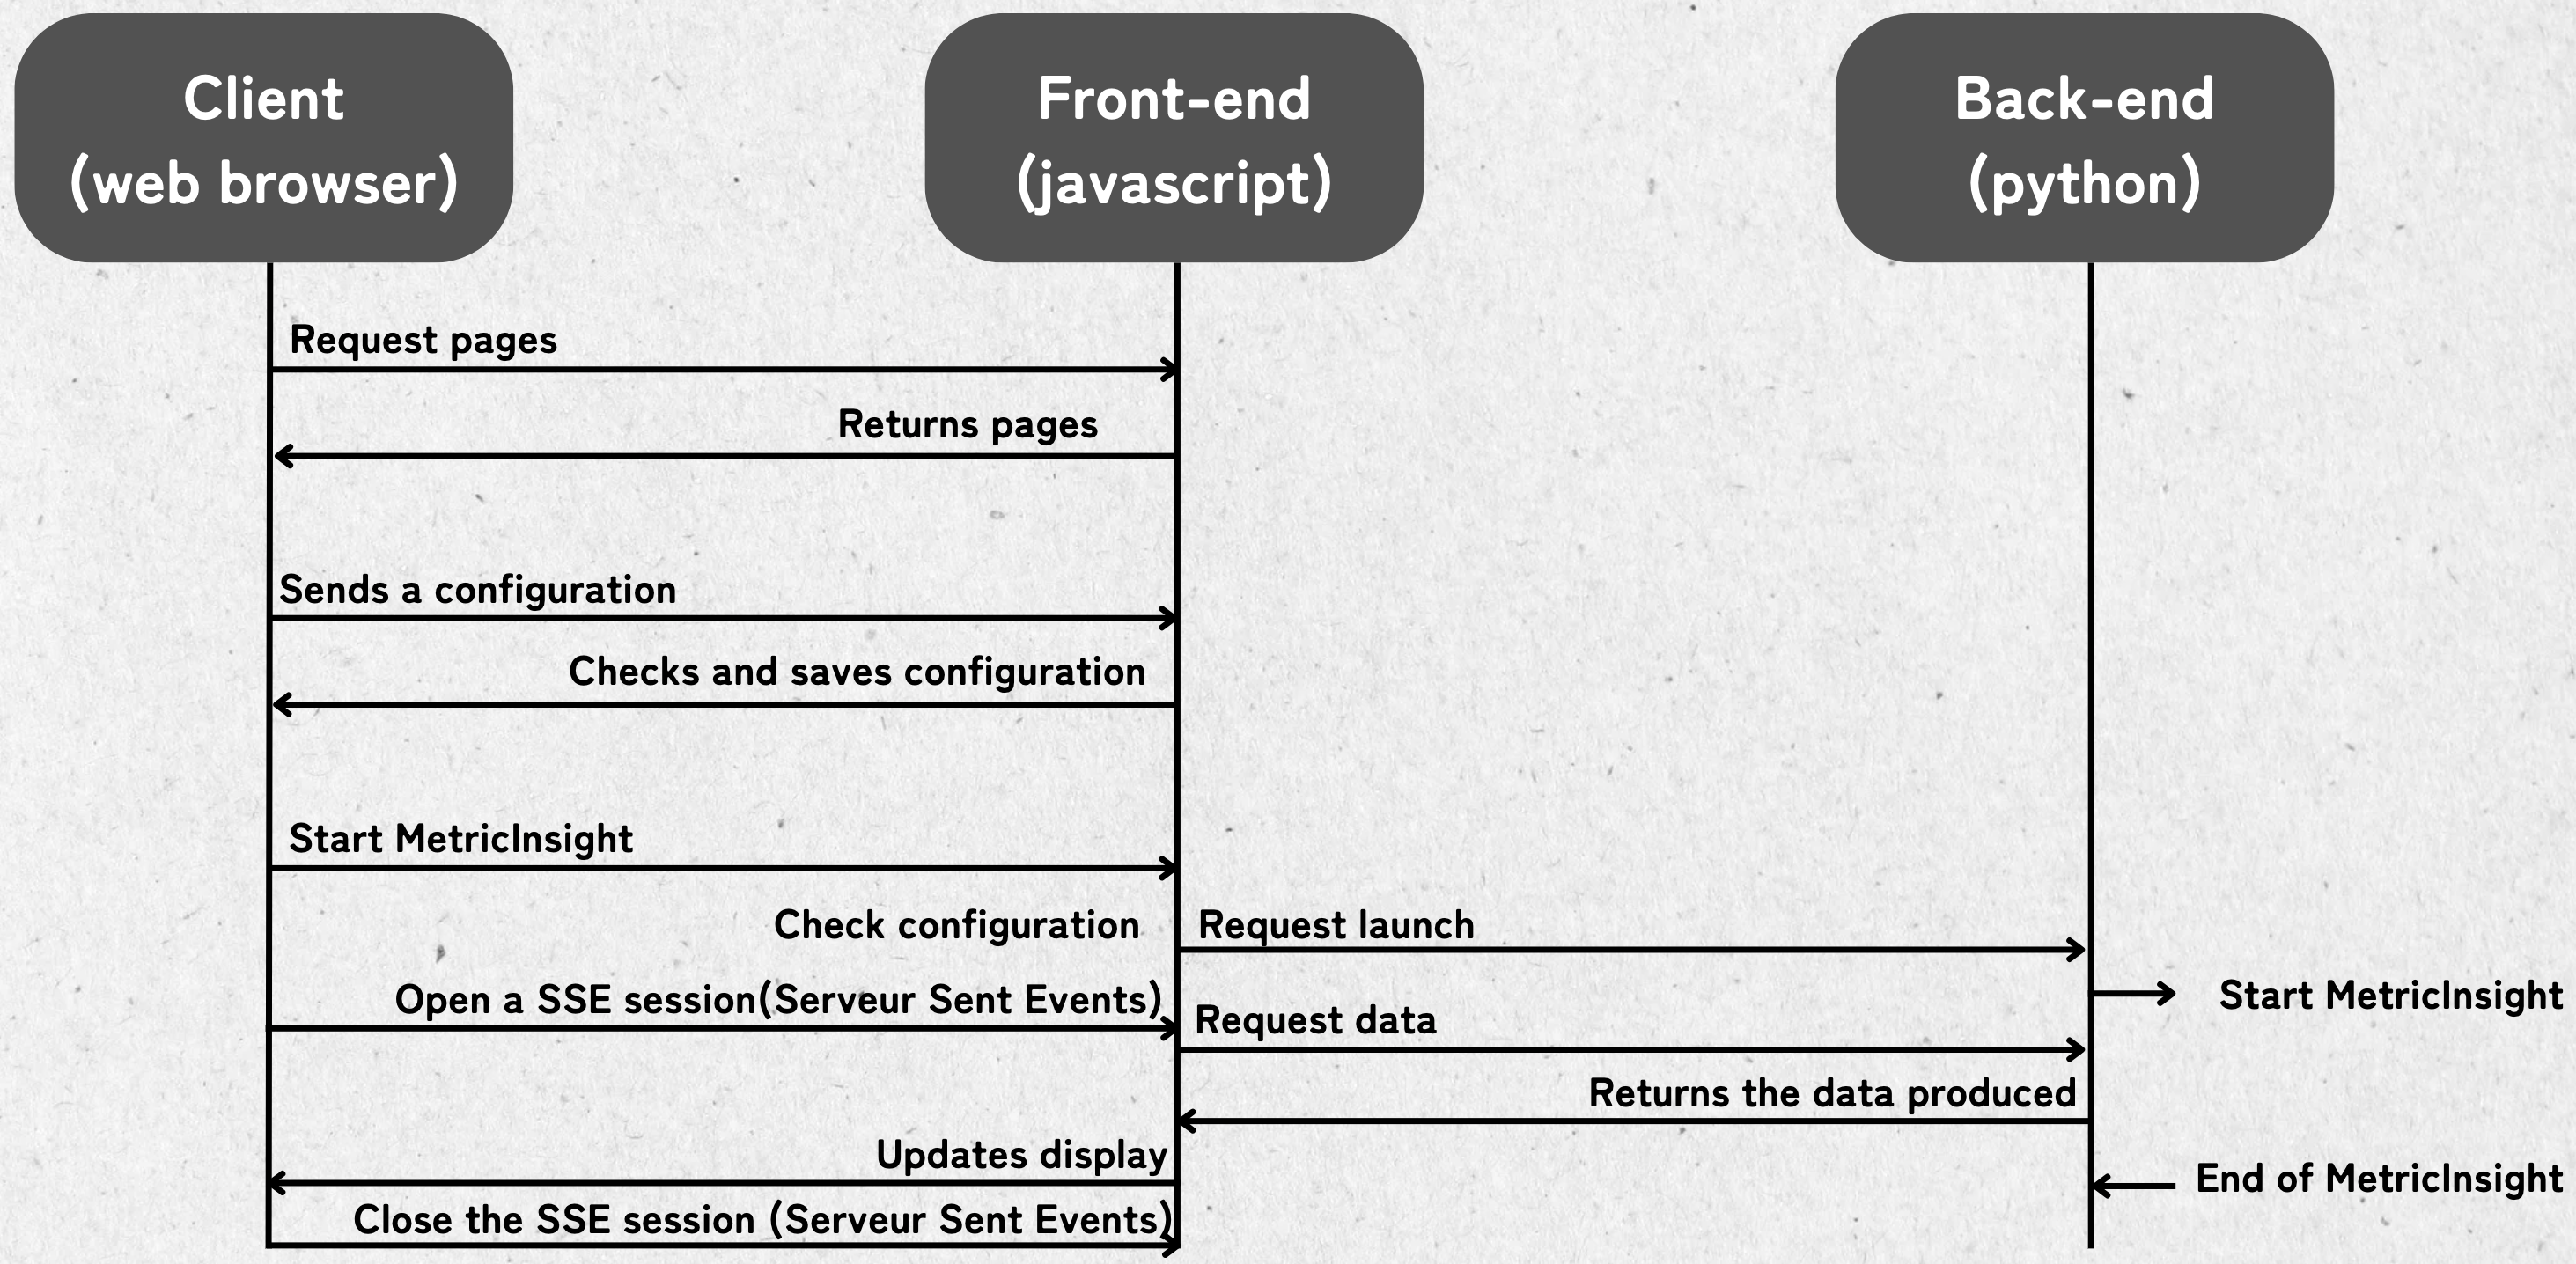 Client
(web browser)
Front-end
(javascript)
Back-end
(python)
Request pages
Returns pages
Sends a configuration
Checks and saves configuration
Start MetricInsight
Check configuration
Request launch
Open a SSE session(Serveur Sent Events)
Start MetricInsight
Request data
Returns the data produced
Updates display
End of MetricInsight
Close the SSE session (Serveur Sent Events)